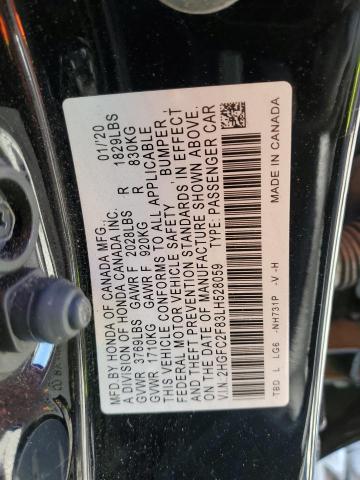 MFD.BY HONDA OF CANADA MFG. 01/'20
A DIVISION OF HONDA CANADA INC.
GVWR 3769LBS GAWR F 2028LBS R 1829LBS
GVWR 1710KG GAWR F 920KG R 830KG
THIS VEHICLE CONFORMS TO ALL APPLICABLE
FEDERAL MOTOR VEHICLE SAFETY, BUMPER,
AND THEFT PREVENTION STANDARDS IN EFFECT
ON THE DATE OF MANUFACTURE SHOWN ABOVE.
V.I.N. 2HGFC2F83LH528059 TYPE: PASSENGER CAR
TBD L LG6 -NH731P -V -H MADE IN CANADA